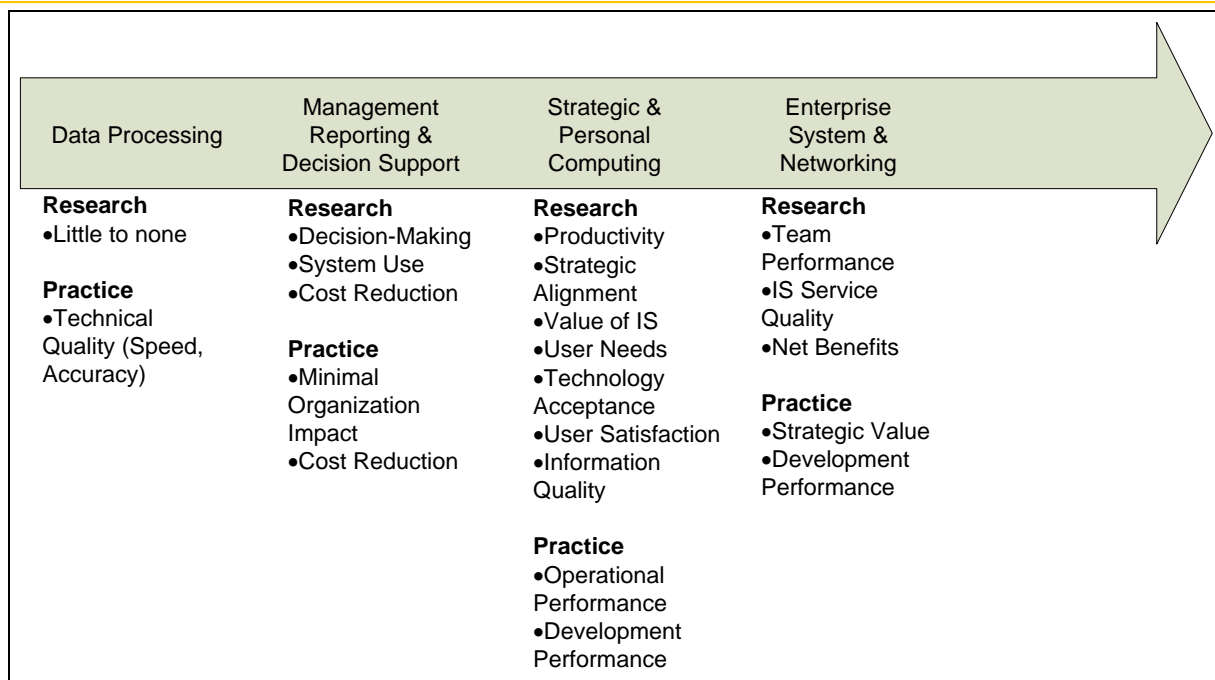 Data Processing
Management
Reporting &
Decision Support
Strategic &
Personal
Computing
Enterprise
System &
Networking
Research
•Little to none
Practice
•Technical
Quality (Speed,
Accuracy)
Research
•Decision-Making
•System Use
•Cost Reduction
Practice
•Minimal
Organization
Impact
•Cost Reduction
Research
•Productivity
•Strategic
Alignment
•Value of IS
•User Needs
•Technology
Acceptance
•User Satisfaction
•Information
Quality
Practice
•Operational
Performance
•Development
Performance
Research
•Team
Performance
•IS Service
Quality
•Net Benefits
Practice
•Strategic Value
•Development
Performance